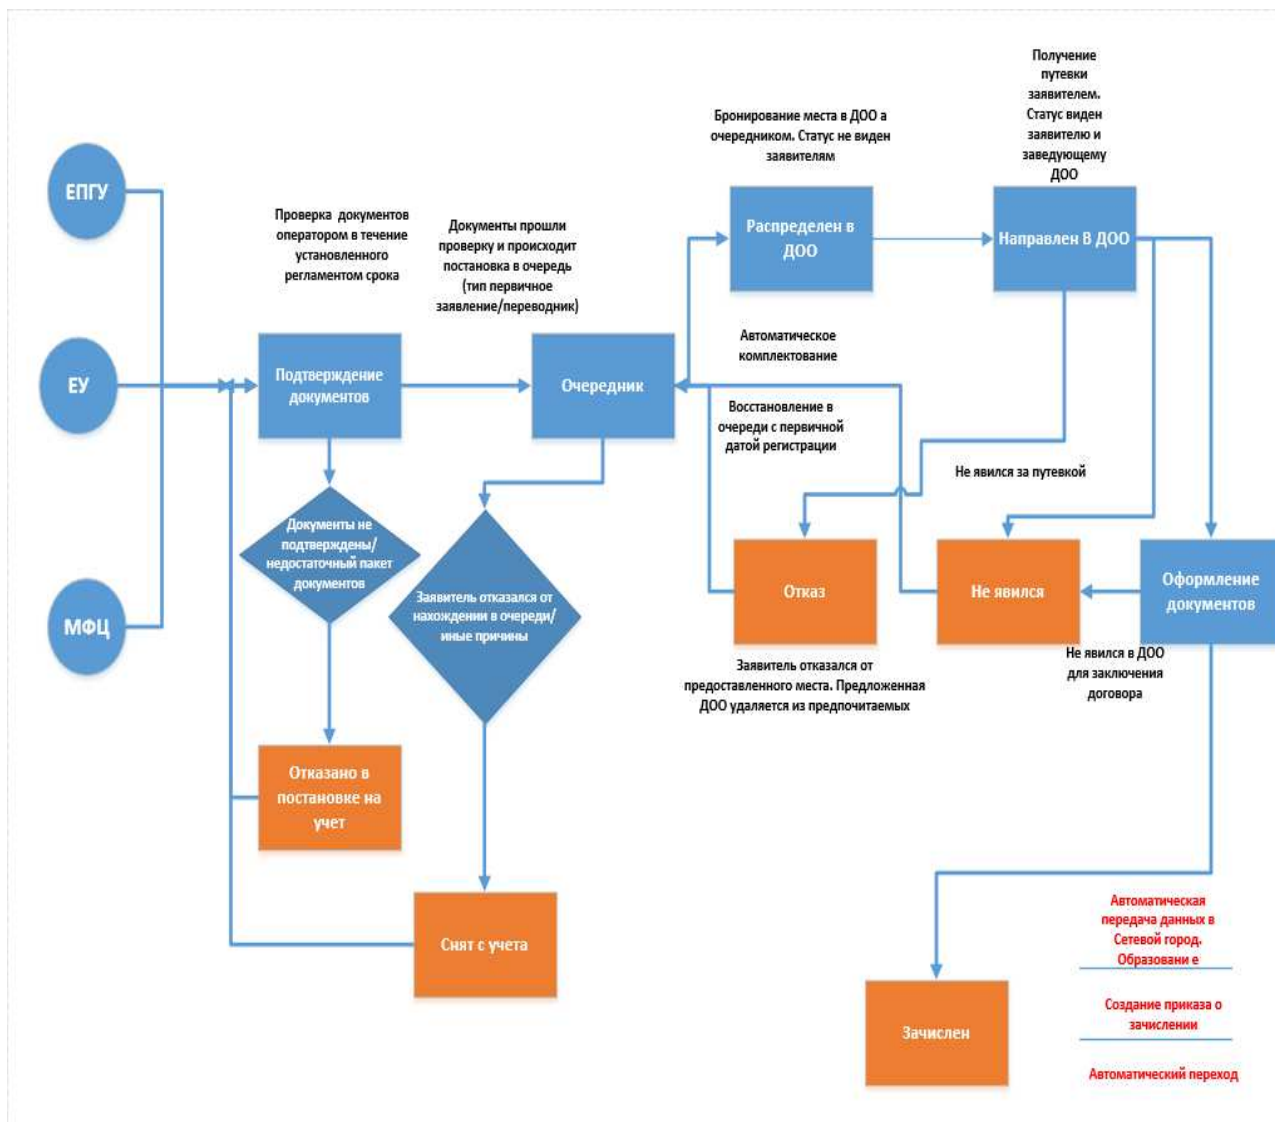 ЕПГУ
ЕУ
МФЦ
Проверка документов
оператором в течение
установленного
регламентом срока
Подтверждение
документов
Документы не
подтверждены/
недостаточный пакет
документов
Отказано в
постановке на
учет
Документы прошли
проверку и происходит
постановка в очередь
(тип первичное
заявление/переводник)
Очередник
Заявитель отказался от
нахождении в очереди/
иные причины
Снят с учета
Бронирование места в ДОО а
очередником. Статус не виден
заявителям
Распределен в
ДОО
Получение
путевки
заявителем.
Статус виден
заявителю и
заведующему
ДОО
Направлен В ДОО
Автоматическое
комплектование
Восстановление в
очереди с первичной
датой регистрации
Не явился за путевкой
Отказ
Заявитель отказался от
предоставленного места. Предложенная
ДОО удаляется из предпочитаемых
Не явился
Оформление
документов
Не явился в ДОО
для заключения
договора
Зачислен
Автоматическая
передача данных в
Сетевой город.
Образовани е
Создание приказа о
зачислении
Автоматический переход